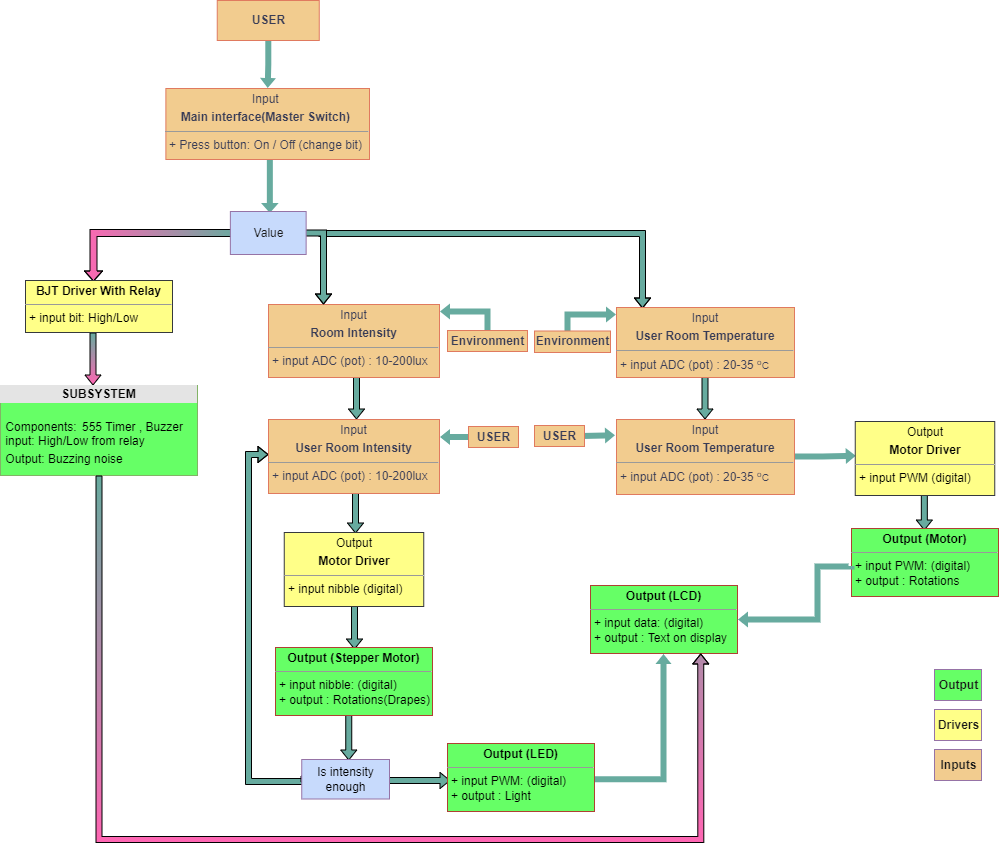 USER
Input
Main interface(Master Switch)
+ Press button: On / Off (change bit)
Value
BJT Driver With Relay
+ input bit: High/Low
SUBSYSTEM
Components:  555 Timer , Buzzer
input: High/Low from relay
Output: Buzzing noise
Input
Room Intensity
+ input ADC (pot) : 10-200lux
Environment
Environment
Input
User Room Temperature
+ input ADC (pot) : 20-35 °C
Input
User Room Intensity
+ input ADC (pot) : 10-200lux
USER
USER
Input
User Room Temperature
+ input ADC (pot) : 20-35 °C
Output
Motor Driver
+ input PWM (digital)
Output (Motor)
+ input PWM: (digital)
+ output : Rotations
Output
Motor Driver
+ input nibble (digital)
Output (LCD)
+ input data: (digital)
+ output : Text on display
Output (Stepper Motor)
+ input nibble: (digital)
+ output : Rotations(Drapes)
Is intensity
enough
Output (LED)
+ input PWM: (digital)
+ output : Light
Output
Drivers
Inputs